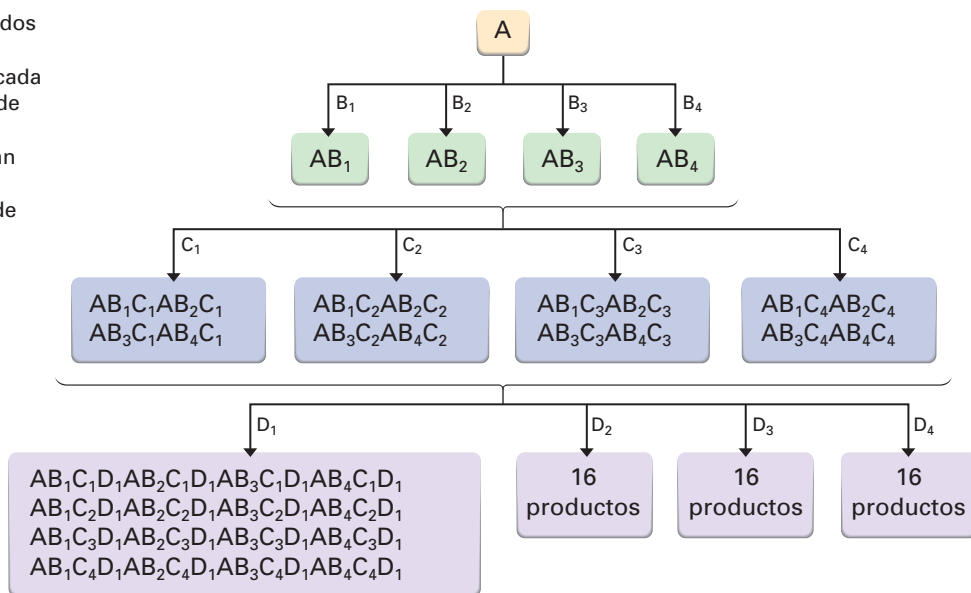 dos
cada
de
an
de
A
B₁ B₂ B₃ B₄
AB₁ AB₂ AB₃ AB₄
C₁ C₂ C₃ C₄
AB₁C₁AB₂C₁ AB₁C₂AB₂C₂ AB₁C₃AB₂C₃ AB₁C₄AB₂C₄
AB₃C₁AB₄C₁ AB₃C₂AB₄C₂ AB₃C₃AB₄C₃ AB₃C₄AB₄C₄
D₁ D₂ D₃ D₄
AB₁C₁D₁AB₂C₁D₁AB₃C₁D₁AB₄C₁D₁
AB₁C₂D₁AB₂C₂D₁AB₃C₂D₁AB₄C₂D₁
AB₁C₃D₁AB₂C₃D₁AB₃C₃D₁AB₄C₃D₁
AB₁C₄D₁AB₂C₄D₁AB₃C₄D₁AB₄C₄D₁
16 16 16
productos productos productos